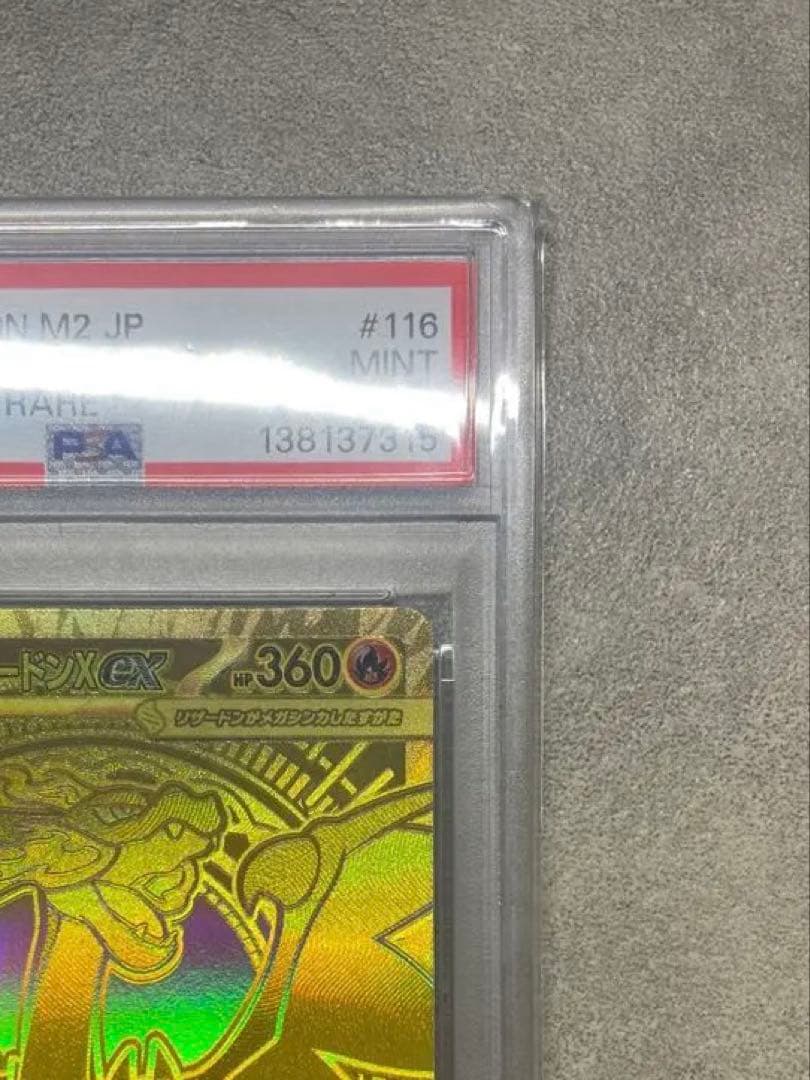 ON M2 JP #116
MINT
RARE
PSA 138137315
ードンXex HP360
リザードンがメガシンカしたすがた